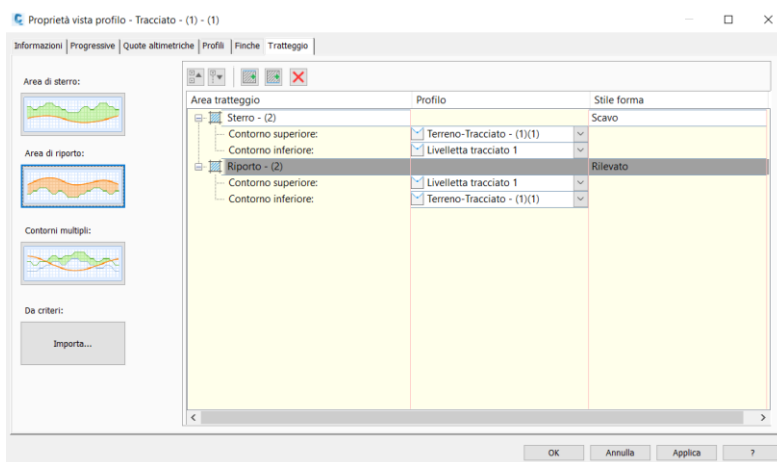 Proprietà vista profilo - Tracciato - (1) - (1)
Informazioni Progressive Quote altimetriche Profili Finche Tratteggio
Area di sterro:
Area di riporto:
Contorni multipli:
Da criteri:
Importa...
Area tratteggio Profilo Stile forma
Sterro - (2) Scavo
Contorno superiore: Terreno-Tracciato - (1)(1)
Contorno inferiore: Livelletta tracciato 1
Riporto - (2) Rilevato
Contorno superiore: Livelletta tracciato 1
Contorno inferiore: Terreno-Tracciato - (1)(1)
OK Annulla Applica ?